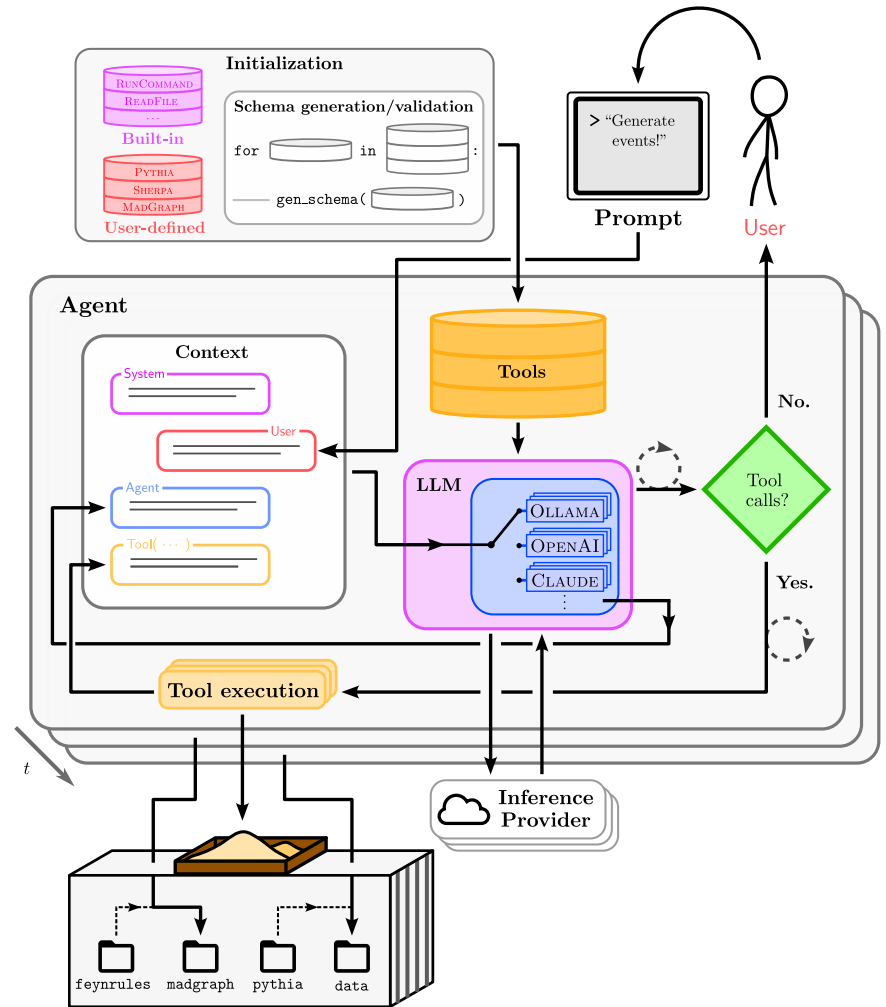 Initialization
RUNCOMMAND
READFILE
...
Built-in
PYTHIA
SHERPA
MADGRAPH
User-defined
Schema generation/validation
for in :
gen_schema( )
> “Generate
events!”
Prompt
User
Agent
Context
System
User
Agent
Tool( ... )
Tools
LLM
OLLAMA
OPENAI
CLAUDE
⋮
No.
Tool
calls?
Yes.
Tool execution
t
Inference
Provider
feynrules
madgraph
pythia
data